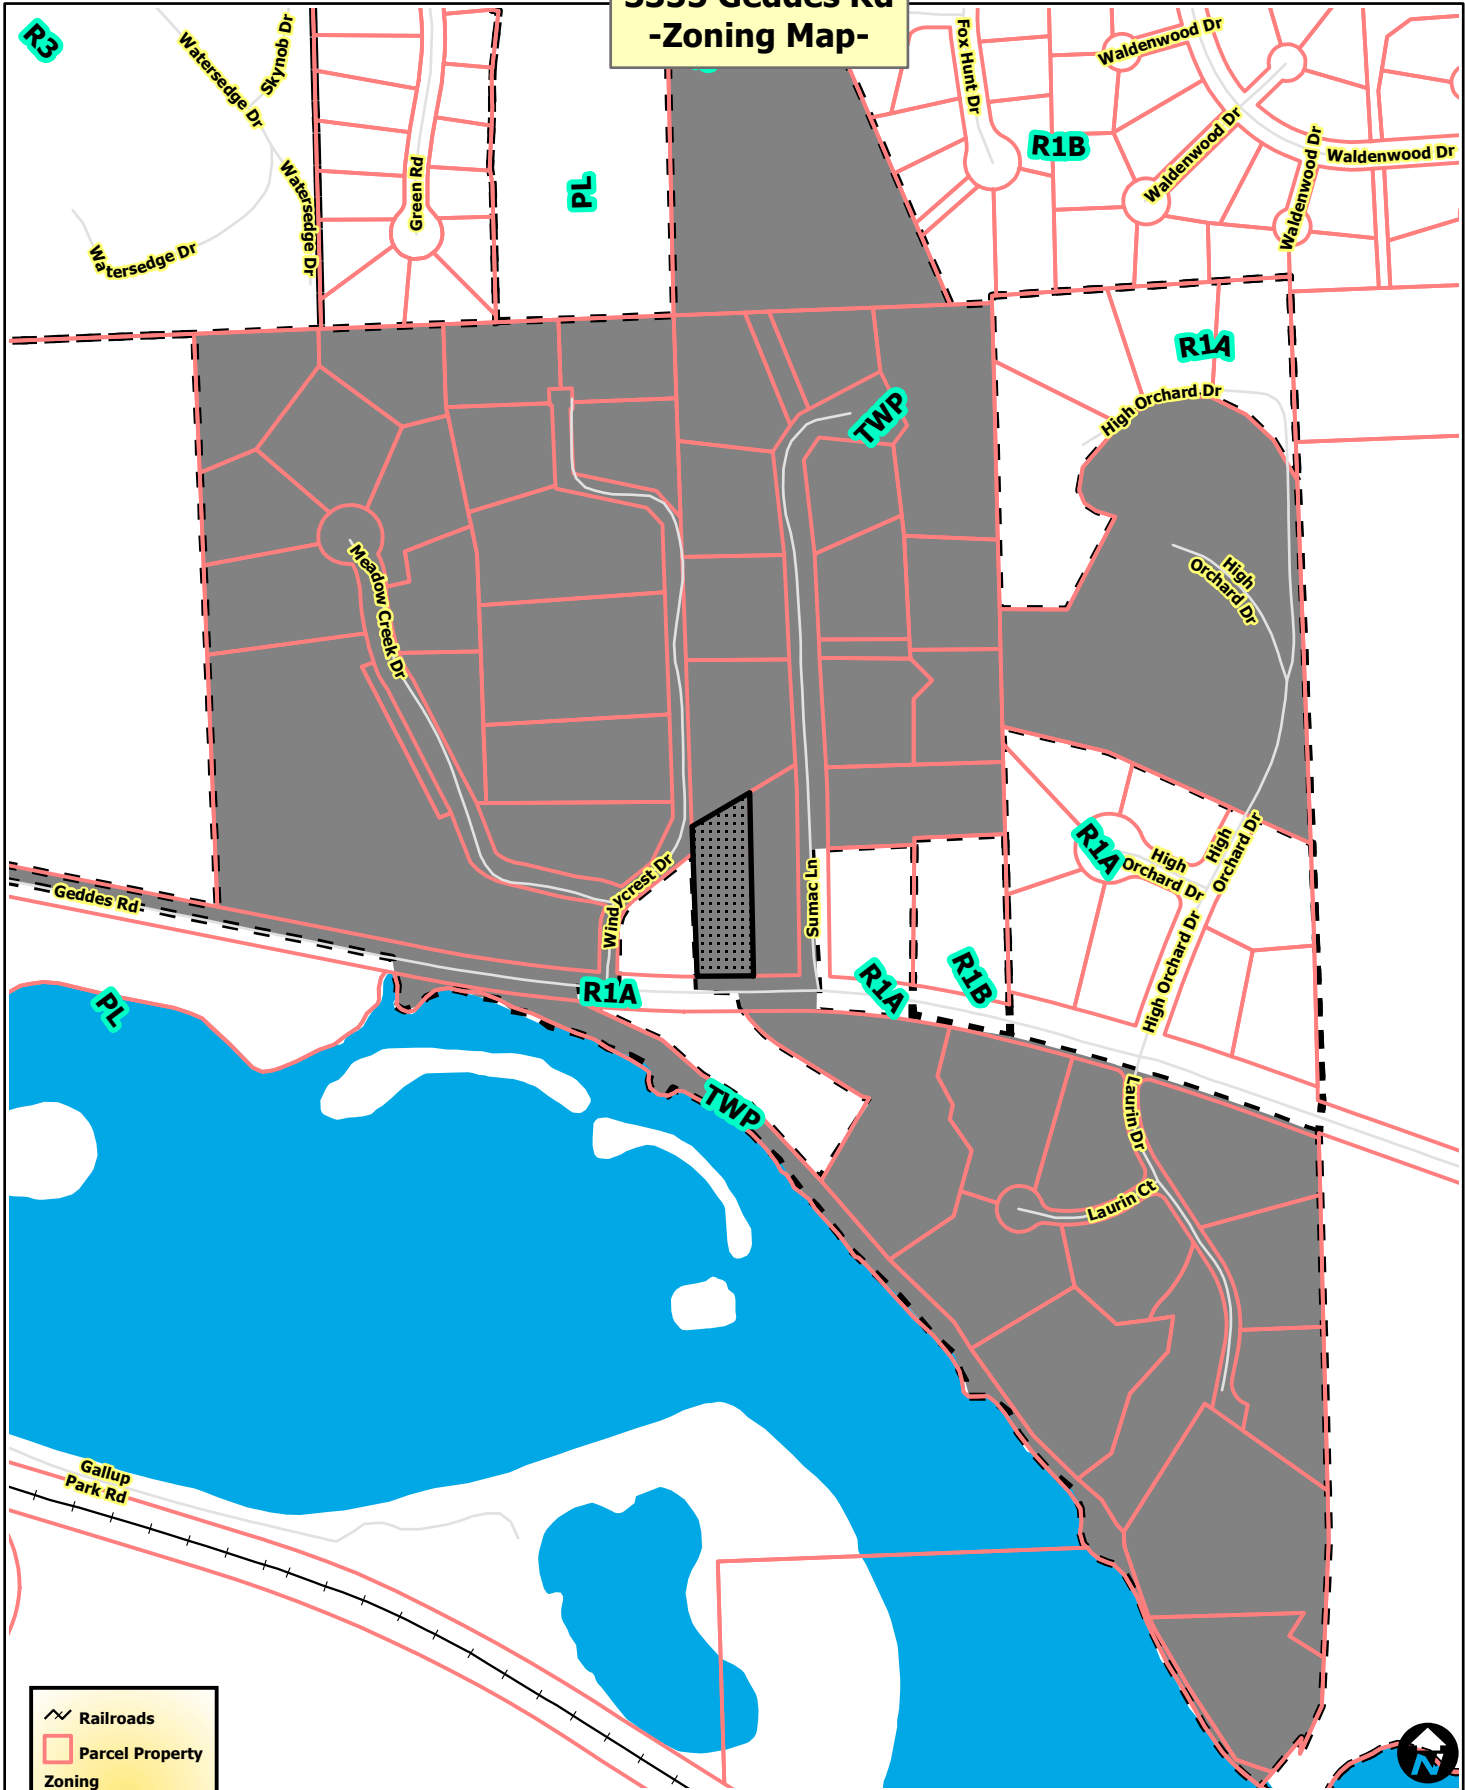 -Zoning Map-
R3
Watersedge Dr
Skynob Dr
Watersedge Dr
Watersedge Dr
Green Rd
PL
Fox Hunt Dr
R1B
Waldenwood Dr
Waldenwood Dr
Waldenwood Dr
Waldenwood Dr
R1A
High Orchard Dr
TWP
High
Orchard Dr
Meadow Creek Dr
Windycrest Dr
Sumac Ln
R1A
High
Orchard Dr
High
Orchard Dr
High Orchard Dr
Geddes Rd
R1A
R1A
R1B
PL
TWP
Laurin Dr
Laurin Ct
Gallup
Park Rd
Railroads
Parcel Property
Zoning
N